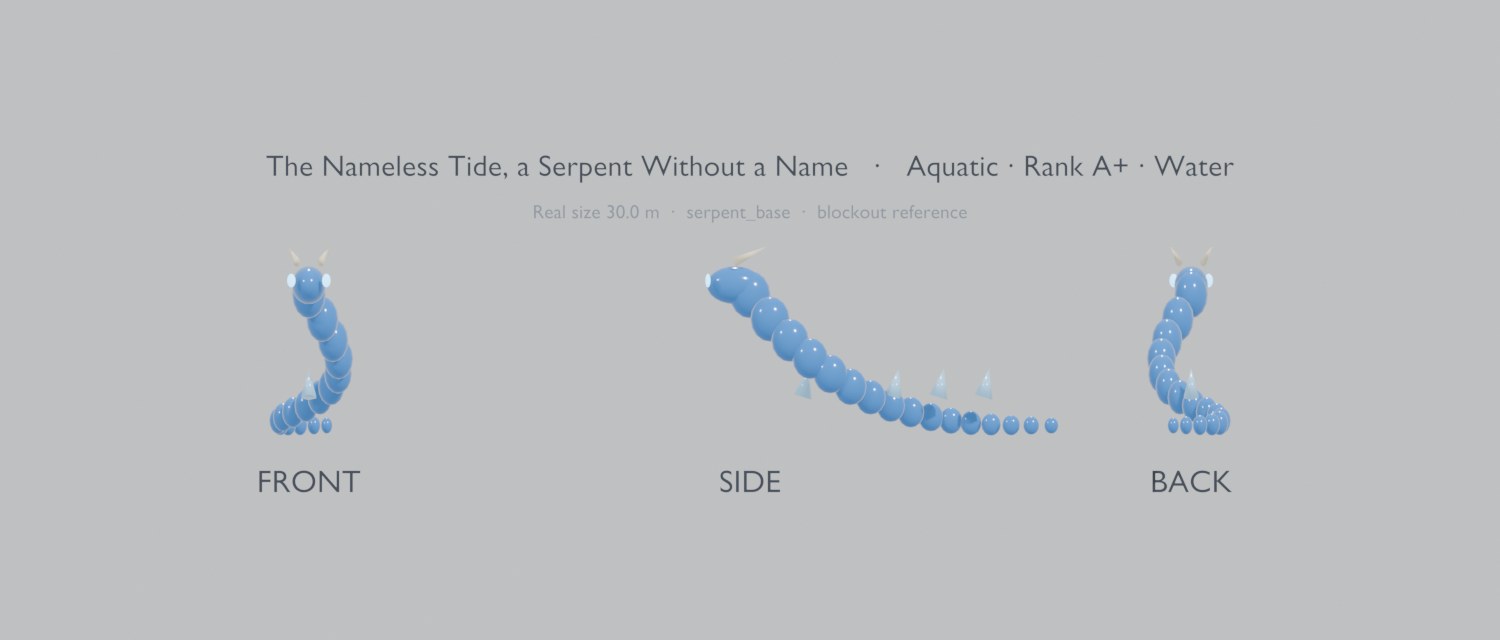 The Nameless Tide, a Serpent Without a Name · Aquatic · Rank A+ · Water
Real size 30.0 m · serpent_base · blockout reference
FRONT SIDE BACK